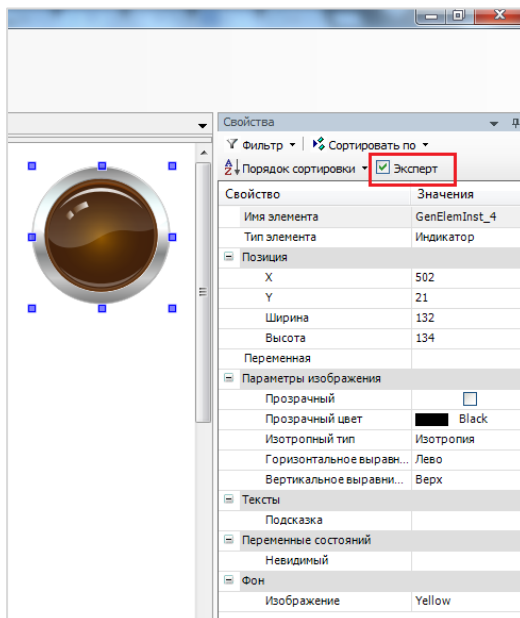 Свойства
Фильтр Сортировать по
Порядок сортировки Эксперт
Свойство Значения
Имя элемента GenElemInst_4
Тип элемента Индикатор
Позиция
X 502
Y 21
Ширина 132
Высота 134
Переменная
Параметры изображения
Прозрачный
Прозрачный цвет Black
Изотропный тип Изотропия
Горизонтальное выравн... Лево
Вертикальное выравни... Верх
Тексты
Подсказка
Переменные состояний
Невидимый
Фон
Изображение Yellow